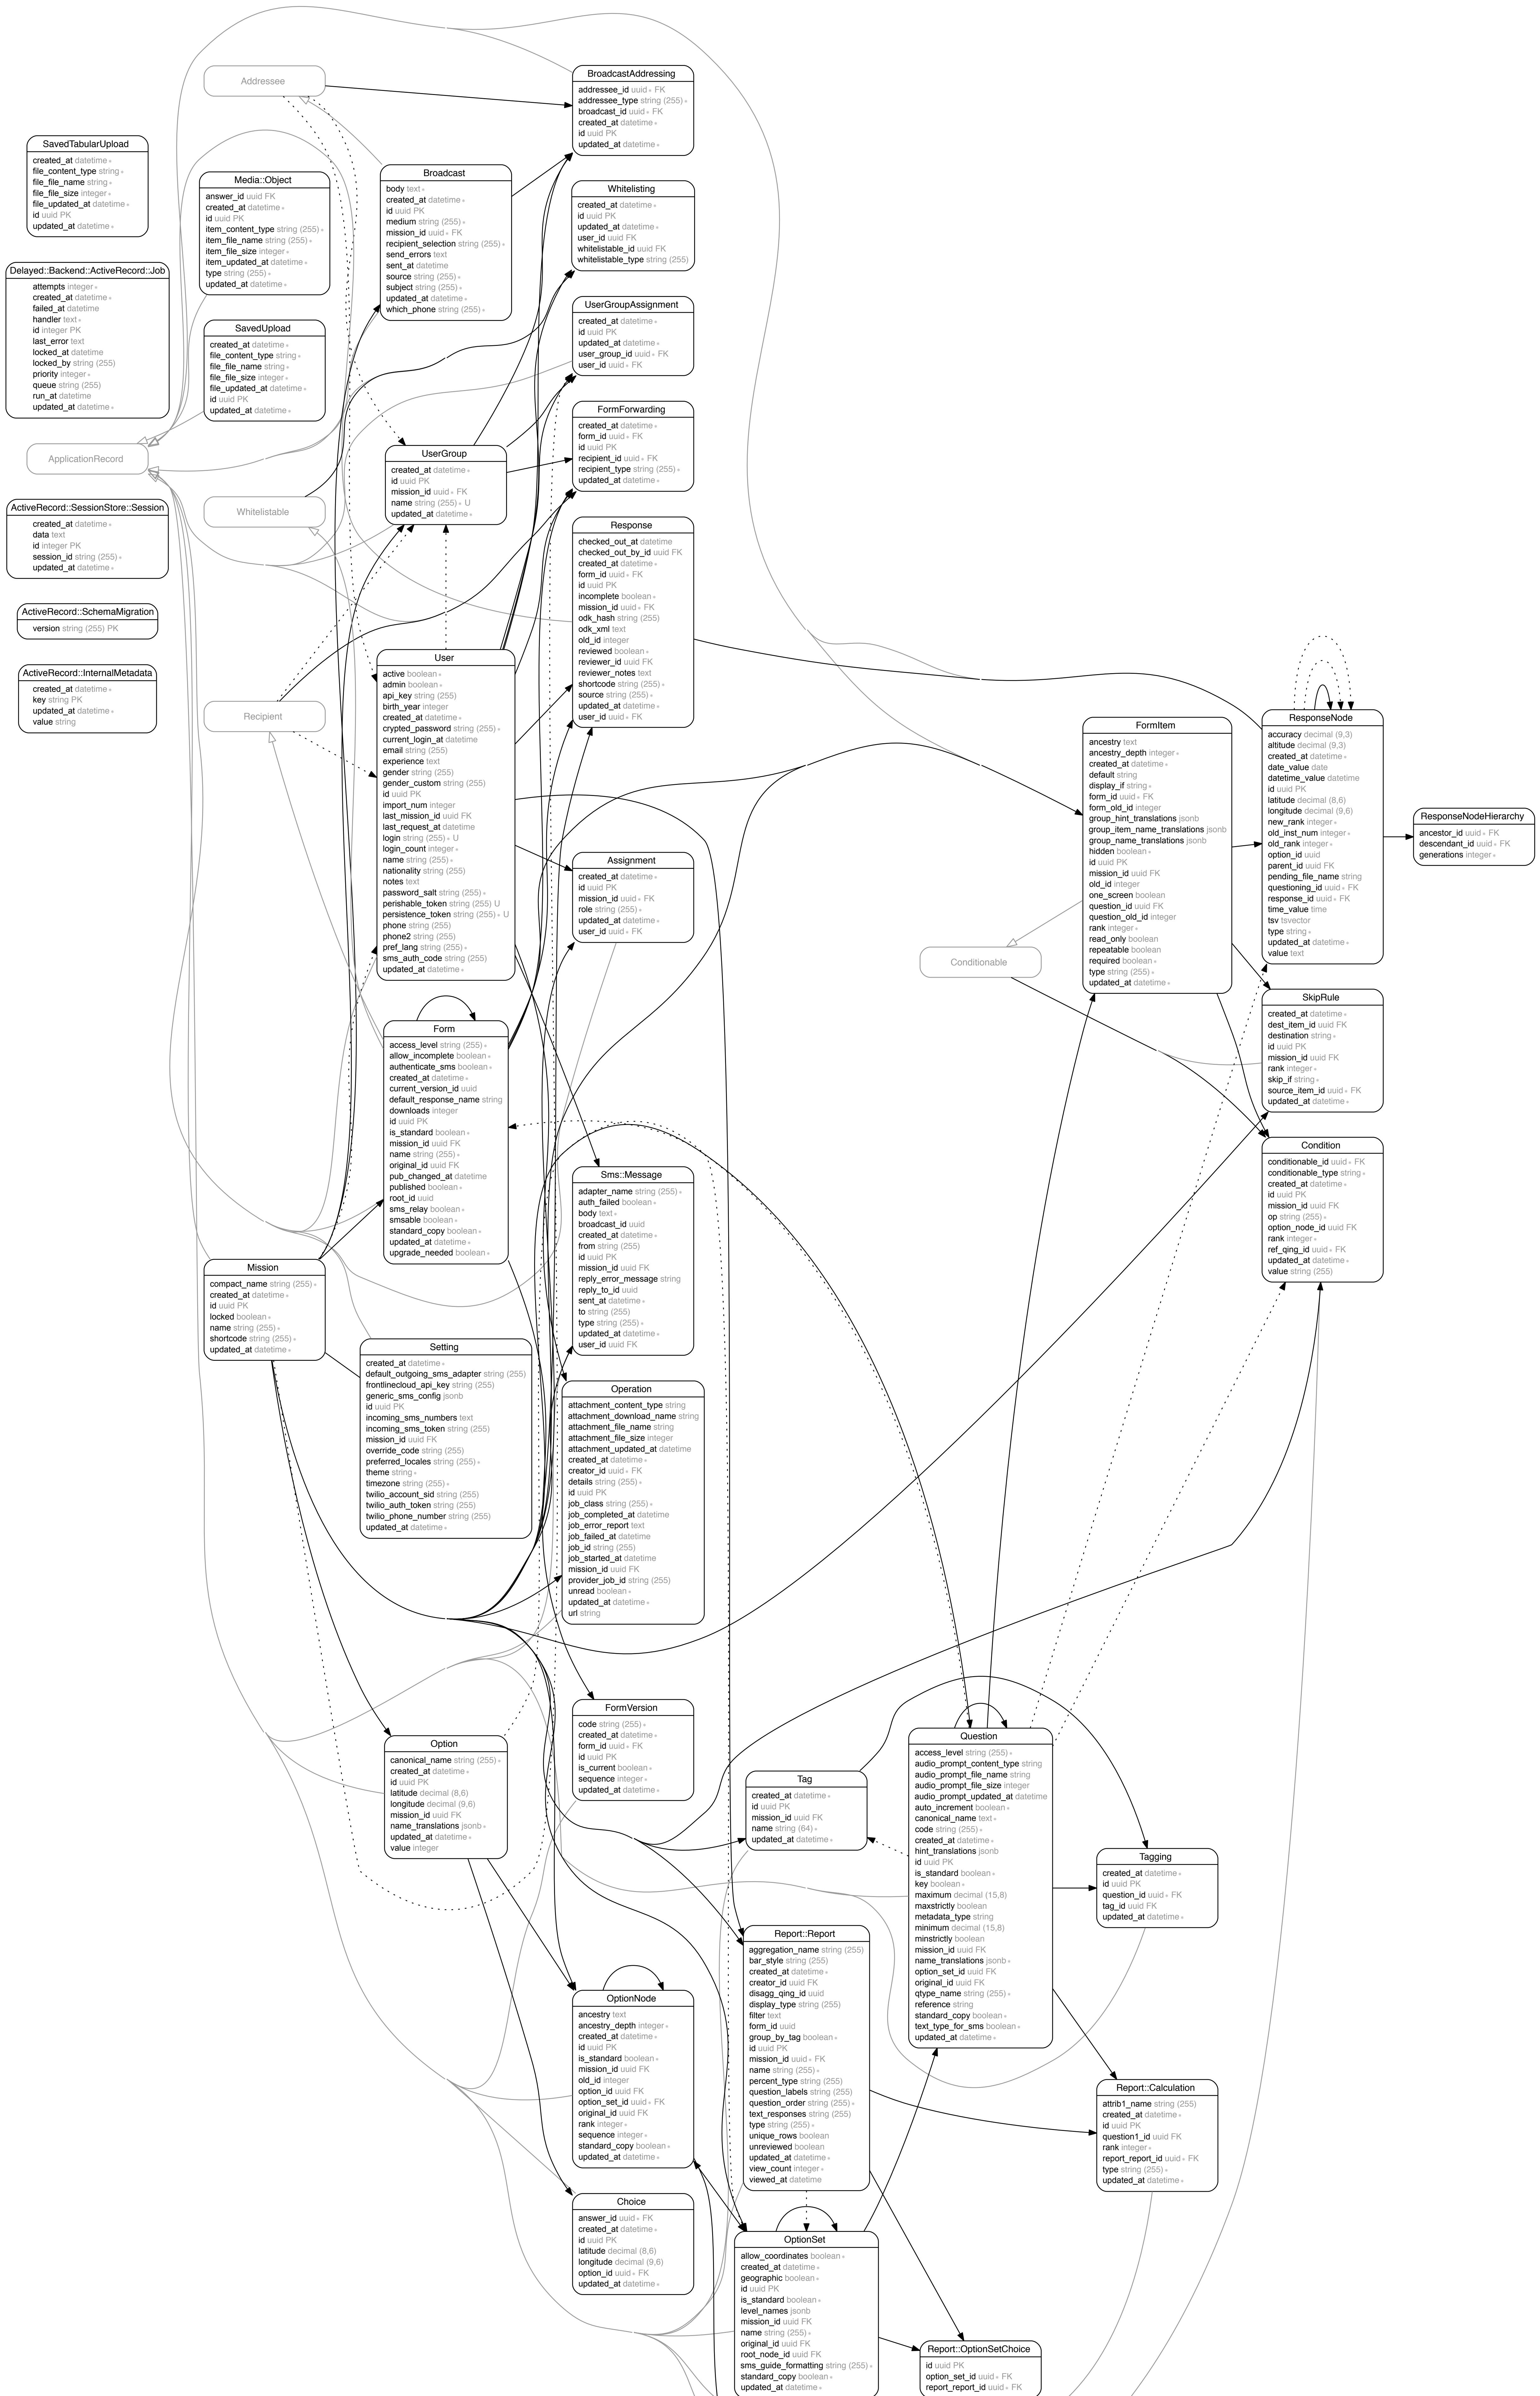 Addressee
BroadcastAddressing
addressee_id uuid ∗ FK
addressee_type string (255) ∗
broadcast_id uuid ∗ FK
created_at datetime ∗
id uuid PK
updated_at datetime ∗
SavedTabularUpload
created_at datetime ∗
file_content_type string ∗
file_file_name string ∗
file_file_size integer ∗
file_updated_at datetime ∗
id uuid PK
updated_at datetime ∗
Media::Object
answer_id uuid FK
created_at datetime ∗
id uuid PK
item_content_type string (255) ∗
item_file_name string (255) ∗
item_file_size integer ∗
item_updated_at datetime ∗
type string (255) ∗
updated_at datetime ∗
Broadcast
body text ∗
created_at datetime ∗
id uuid PK
medium string (255) ∗
mission_id uuid ∗ FK
recipient_selection string (255) ∗
send_errors text
sent_at datetime
source string (255) ∗
subject string (255) ∗
updated_at datetime ∗
which_phone string (255) ∗
Whitelisting
created_at datetime ∗
id uuid PK
updated_at datetime ∗
user_id uuid FK
whitelistable_id uuid FK
whitelistable_type string (255)
Delayed::Backend::ActiveRecord::Job
attempts integer ∗
created_at datetime ∗
failed_at datetime
handler text ∗
id integer PK
last_error text
locked_at datetime
locked_by string (255)
priority integer ∗
queue string (255)
run_at datetime
updated_at datetime ∗
SavedUpload
created_at datetime ∗
file_content_type string ∗
file_file_name string ∗
file_file_size integer ∗
file_updated_at datetime ∗
id uuid PK
updated_at datetime ∗
UserGroupAssignment
created_at datetime ∗
id uuid PK
updated_at datetime ∗
user_group_id uuid ∗ FK
user_id uuid ∗ FK
ApplicationRecord
UserGroup
created_at datetime ∗
id uuid PK
mission_id uuid ∗ FK
name string (255) ∗ U
updated_at datetime ∗
FormForwarding
created_at datetime ∗
form_id uuid ∗ FK
id uuid PK
recipient_id uuid ∗ FK
recipient_type string (255) ∗
updated_at datetime ∗
ActiveRecord::SessionStore::Session
created_at datetime ∗
data text
id integer PK
session_id string (255) ∗
updated_at datetime ∗
Whitelistable
Response
checked_out_at datetime
checked_out_by_id uuid FK
created_at datetime ∗
form_id uuid ∗ FK
id uuid PK
incomplete boolean ∗
mission_id uuid ∗ FK
odk_hash string (255)
odk_xml text
old_id integer
reviewed boolean ∗
reviewer_id uuid FK
reviewer_notes text
shortcode string (255) ∗
source string (255) ∗
updated_at datetime ∗
user_id uuid ∗ FK
ActiveRecord::SchemaMigration
version string (255) PK
ActiveRecord::InternalMetadata
created_at datetime ∗
key string PK
updated_at datetime ∗
value string
Recipient
User
active boolean ∗
admin boolean ∗
api_key string (255)
birth_year integer
created_at datetime ∗
crypted_password string (255) ∗
current_login_at datetime
email string (255)
experience text
gender string (255)
gender_custom string (255)
id uuid PK
import_num integer
last_mission_id uuid FK
last_request_at datetime
login string (255) ∗ U
login_count integer ∗
name string (255) ∗
nationality string (255)
notes text
password_salt string (255) ∗
perishable_token string (255) U
persistence_token string (255) ∗ U
phone string (255)
phone2 string (255)
pref_lang string (255) ∗
sms_auth_code string (255)
updated_at datetime ∗
FormItem
ancestry text
ancestry_depth integer ∗
created_at datetime ∗
default string
display_if string ∗
form_id uuid ∗ FK
form_old_id integer
group_hint_translations jsonb
group_item_name_translations jsonb
group_name_translations jsonb
hidden boolean ∗
id uuid PK
mission_id uuid FK
old_id integer
one_screen boolean
question_id uuid FK
question_old_id integer
rank integer ∗
read_only boolean
repeatable boolean
required boolean ∗
type string (255) ∗
updated_at datetime ∗
ResponseNode
accuracy decimal (9,3)
altitude decimal (9,3)
created_at datetime ∗
date_value date
datetime_value datetime
id uuid PK
latitude decimal (8,6)
longitude decimal (9,6)
new_rank integer ∗
old_inst_num integer ∗
old_rank integer ∗
option_id uuid
parent_id uuid FK
pending_file_name string
questioning_id uuid ∗ FK
response_id uuid ∗ FK
time_value time
tsv tsvector
type string ∗
updated_at datetime ∗
value text
ResponseNodeHierarchy
ancestor_id uuid ∗ FK
descendant_id uuid ∗ FK
generations integer ∗
Assignment
created_at datetime ∗
id uuid PK
mission_id uuid ∗ FK
role string (255) ∗
updated_at datetime ∗
user_id uuid ∗ FK
Conditionable
SkipRule
created_at datetime ∗
dest_item_id uuid FK
destination string ∗
id uuid PK
mission_id uuid FK
rank integer ∗
skip_if string ∗
source_item_id uuid ∗ FK
updated_at datetime ∗
Form
access_level string (255) ∗
allow_incomplete boolean ∗
authenticate_sms boolean ∗
created_at datetime ∗
current_version_id uuid
default_response_name string
downloads integer
id uuid PK
is_standard boolean ∗
mission_id uuid FK
name string (255) ∗
original_id uuid FK
pub_changed_at datetime
published boolean ∗
root_id uuid
sms_relay boolean ∗
smsable boolean ∗
standard_copy boolean ∗
updated_at datetime ∗
upgrade_needed boolean ∗
Condition
conditionable_id uuid ∗ FK
conditionable_type string ∗
created_at datetime ∗
id uuid PK
mission_id uuid FK
op string (255) ∗
option_node_id uuid FK
rank integer ∗
ref_qing_id uuid ∗ FK
updated_at datetime ∗
value string (255)
Sms::Message
adapter_name string (255) ∗
auth_failed boolean ∗
body text ∗
broadcast_id uuid
created_at datetime ∗
from string (255)
id uuid PK
mission_id uuid FK
reply_error_message string
reply_to_id uuid
sent_at datetime ∗
to string (255)
type string (255) ∗
updated_at datetime ∗
user_id uuid FK
Mission
compact_name string (255) ∗
created_at datetime ∗
id uuid PK
locked boolean ∗
name string (255) ∗
shortcode string (255) ∗
updated_at datetime ∗
Setting
created_at datetime ∗
default_outgoing_sms_adapter string (255)
frontlinecloud_api_key string (255)
generic_sms_config jsonb
id uuid PK
incoming_sms_numbers text
incoming_sms_token string (255)
mission_id uuid FK
override_code string (255)
preferred_locales string (255) ∗
theme string ∗
timezone string (255) ∗
twilio_account_sid string (255)
twilio_auth_token string (255)
twilio_phone_number string (255)
updated_at datetime ∗
Operation
attachment_content_type string
attachment_download_name string
attachment_file_name string
attachment_file_size integer
attachment_updated_at datetime
created_at datetime ∗
creator_id uuid ∗ FK
details string (255) ∗
id uuid PK
job_class string (255) ∗
job_completed_at datetime
job_error_report text
job_failed_at datetime
job_id string (255)
job_started_at datetime
mission_id uuid FK
provider_job_id string (255)
unread boolean ∗
updated_at datetime ∗
url string
FormVersion
code string (255) ∗
created_at datetime ∗
form_id uuid ∗ FK
id uuid PK
is_current boolean ∗
sequence integer ∗
updated_at datetime ∗
Option
canonical_name string (255) ∗
created_at datetime ∗
id uuid PK
latitude decimal (8,6)
longitude decimal (9,6)
mission_id uuid FK
name_translations jsonb ∗
updated_at datetime ∗
value integer
Tag
created_at datetime ∗
id uuid PK
mission_id uuid FK
name string (64) ∗
updated_at datetime ∗
Question
access_level string (255) ∗
audio_prompt_content_type string
audio_prompt_file_name string
audio_prompt_file_size integer
audio_prompt_updated_at datetime
auto_increment boolean ∗
canonical_name text ∗
code string (255) ∗
created_at datetime ∗
hint_translations jsonb
id uuid PK
is_standard boolean ∗
key boolean ∗
maximum decimal (15,8)
maxstrictly boolean
metadata_type string
minimum decimal (15,8)
minstrictly boolean
mission_id uuid FK
name_translations jsonb ∗
option_set_id uuid FK
original_id uuid FK
qtype_name string (255) ∗
reference string
standard_copy boolean ∗
text_type_for_sms boolean ∗
updated_at datetime ∗
Tagging
created_at datetime ∗
id uuid PK
question_id uuid ∗ FK
tag_id uuid FK
updated_at datetime ∗
Report::Report
aggregation_name string (255)
bar_style string (255)
created_at datetime ∗
creator_id uuid FK
disagg_qing_id uuid
display_type string (255)
filter text
form_id uuid
group_by_tag boolean ∗
id uuid PK
mission_id uuid ∗ FK
name string (255) ∗
percent_type string (255)
question_labels string (255)
question_order string (255) ∗
text_responses string (255)
type string (255) ∗
unique_rows boolean
unreviewed boolean
updated_at datetime ∗
view_count integer ∗
viewed_at datetime
OptionNode
ancestry text
ancestry_depth integer ∗
created_at datetime ∗
id uuid PK
is_standard boolean ∗
mission_id uuid FK
old_id integer
option_id uuid FK
option_set_id uuid ∗ FK
original_id uuid FK
rank integer ∗
sequence integer ∗
standard_copy boolean ∗
updated_at datetime ∗
Report::Calculation
attrib1_name string (255)
created_at datetime ∗
id uuid PK
question1_id uuid FK
rank integer ∗
report_report_id uuid ∗ FK
type string (255) ∗
updated_at datetime ∗
Choice
answer_id uuid ∗ FK
created_at datetime ∗
id uuid PK
latitude decimal (8,6)
longitude decimal (9,6)
option_id uuid ∗ FK
updated_at datetime ∗
OptionSet
allow_coordinates boolean ∗
created_at datetime ∗
geographic boolean ∗
id uuid PK
is_standard boolean ∗
level_names jsonb
mission_id uuid FK
name string (255) ∗
original_id uuid FK
root_node_id uuid FK
sms_guide_formatting string (255) ∗
standard_copy boolean ∗
updated_at datetime ∗
Report::OptionSetChoice
id uuid PK
option_set_id uuid ∗ FK
report_report_id uuid ∗ FK